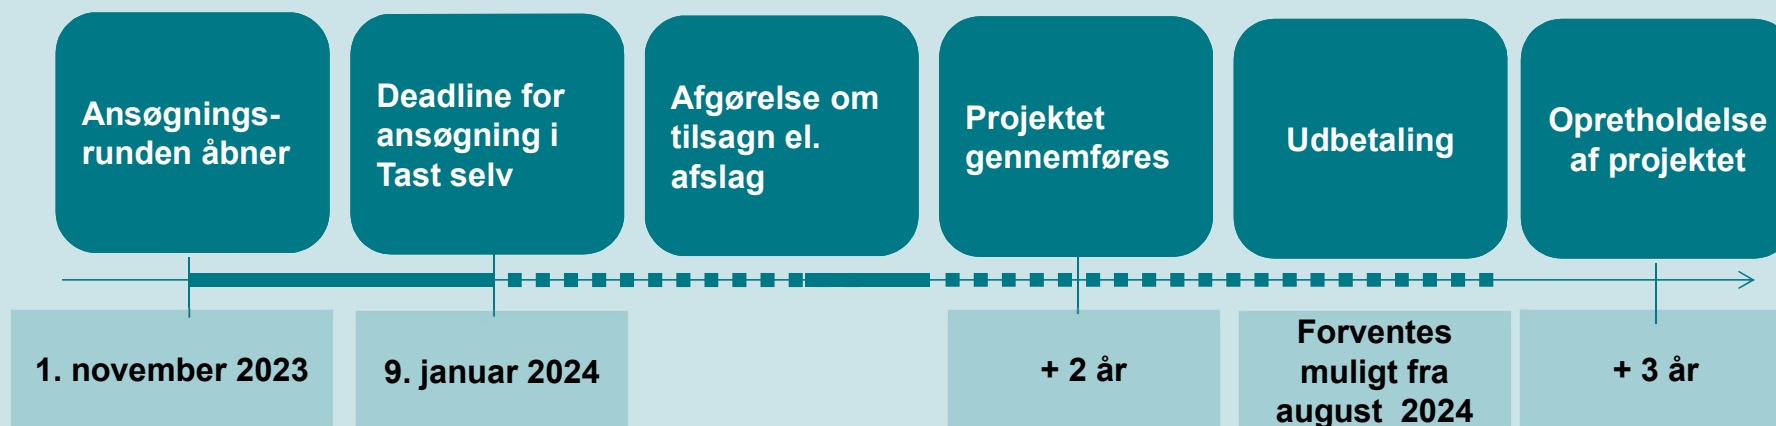 Ansøgnings-
runden åbner
Deadline for
ansøgning i
Tast selv
Afgørelse om
tilsagn el.
afslag
Projektet
gennemføres
Udbetaling
Opretholdelse
af projektet
1. november 2023
9. januar 2024
+ 2 år
Forventes
muligt fra
august 2024
+ 3 år